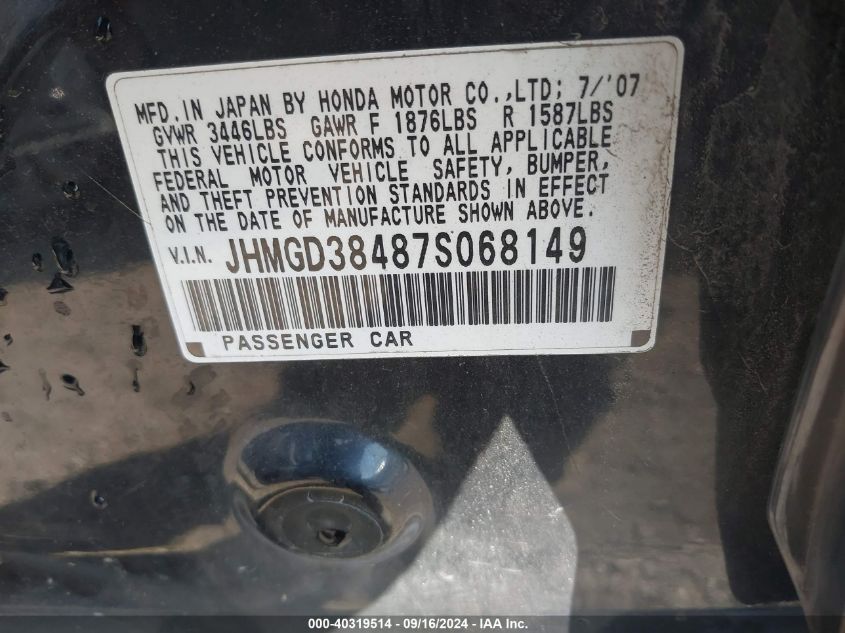 MFD. IN JAPAN BY HONDA MOTOR CO., LTD; 7/'07
GVWR 3446LBS GAWR F 1876LBS R 1587LBS
THIS VEHICLE CONFORMS TO ALL APPLICABLE
FEDERAL MOTOR VEHICLE SAFETY, BUMPER,
AND THEFT PREVENTION STANDARDS IN EFFECT
ON THE DATE OF MANUFACTURE SHOWN ABOVE.
V.I.N. JHMGD38487S068149
PASSENGER CAR
000-40319514 - 09/16/2024 - IAA Inc.